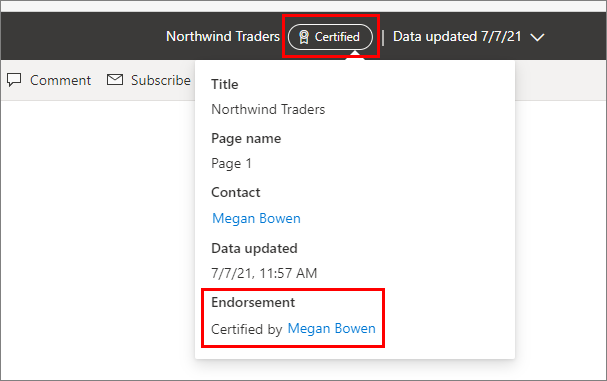 Northwind Traders Certified | Data updated 7/7/21
Comment Subscribe
Title
Northwind Traders
Page name
Page 1
Contact
Megan Bowen
Data updated
7/7/21, 11:57 AM
Endorsement
Certified by Megan Bowen